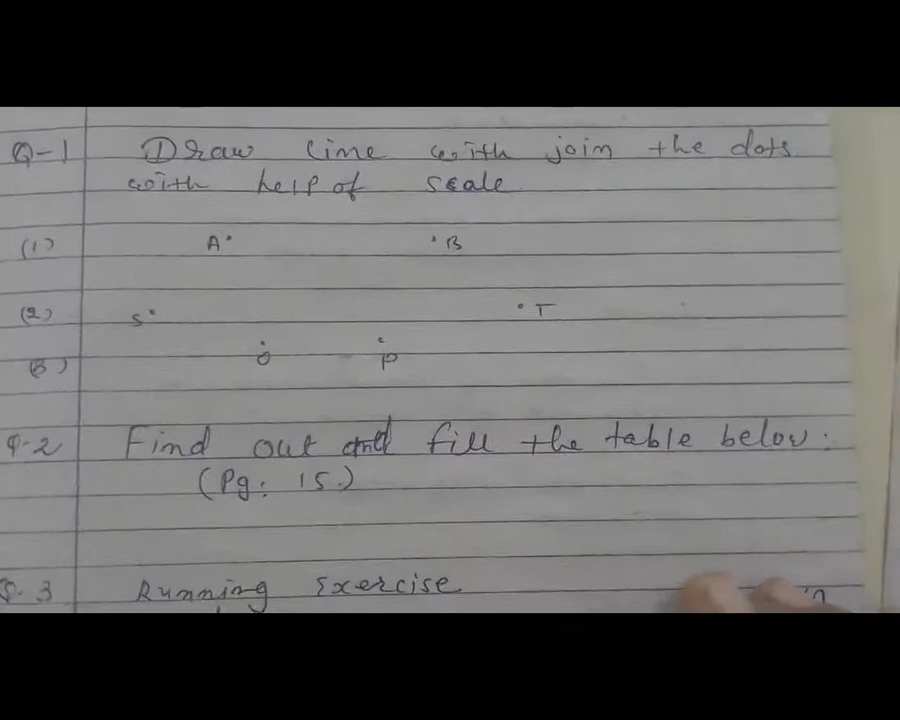 Q-1 Draw line with join the dots
with help of scale
(1) A. .B
(2) S. .T
(3) O P
Q-2 Find out and fill the table below.
(Pg: 15.)
Q. 3 Running Exercise